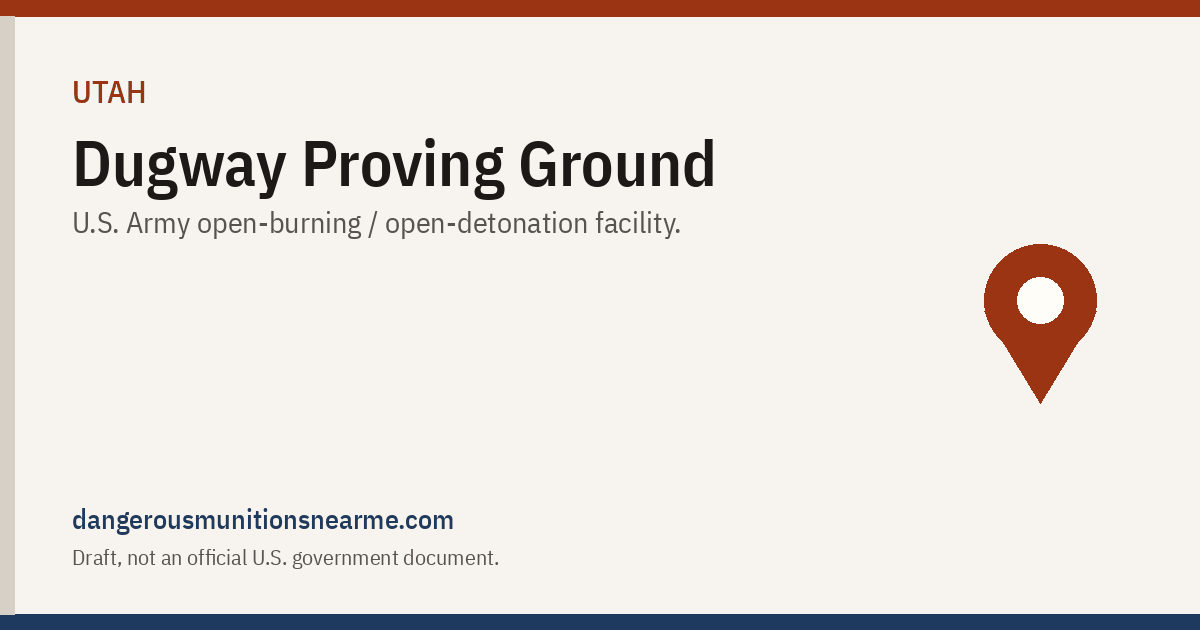 UTAH
Dugway Proving Ground
U.S. Army open-burning / open-detonation facility.
dangerousmunitionsnearme.com
Draft, not an official U.S. government document.